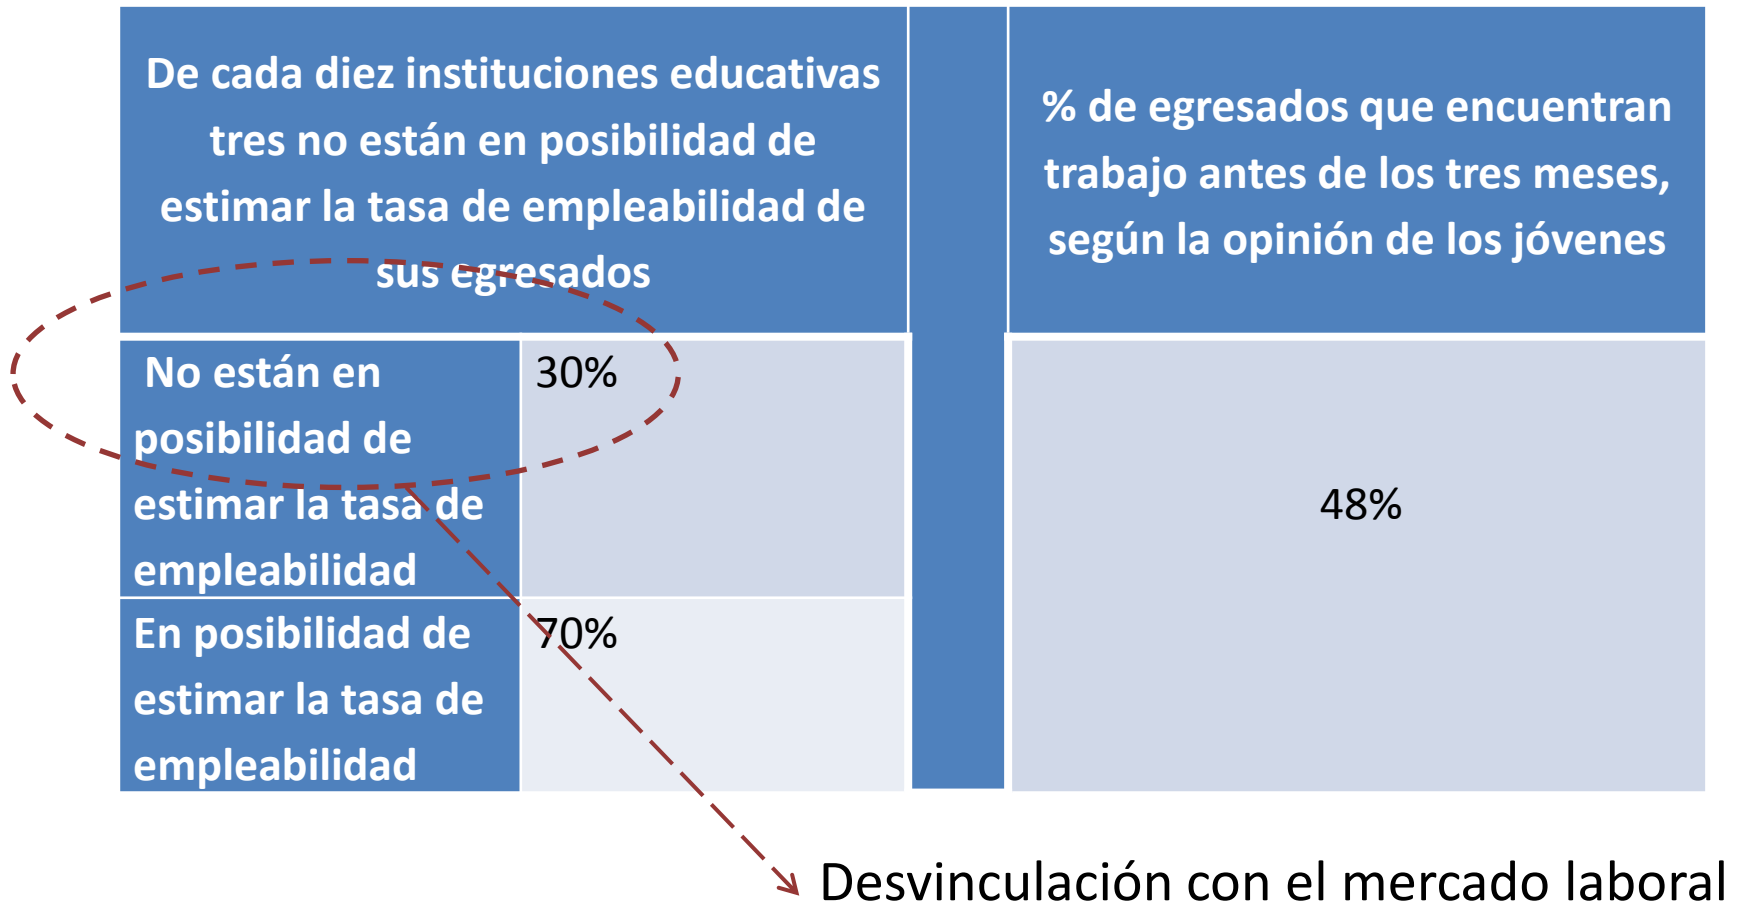 De cada diez instituciones educativas
tres no están en posibilidad de
estimar la tasa de empleabilidad de
sus egresados
% de egresados que encuentran
trabajo antes de los tres meses,
según la opinión de los jóvenes
No están en
posibilidad de
estimar la tasa de
empleabilidad
30%
48%
En posibilidad de
estimar la tasa de
empleabilidad
70%
Desvinculación con el mercado laboral